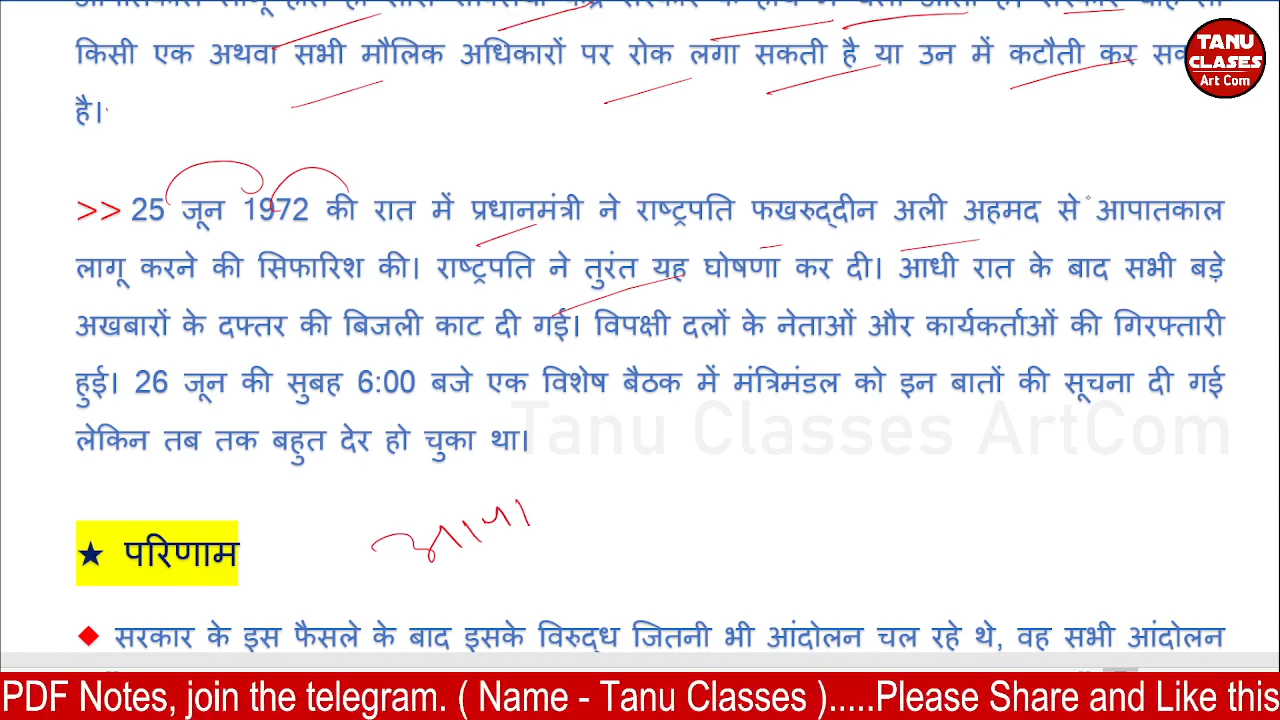 किसी एक अथवा सभी मौलिक अधिकारों पर रोक लगा सकती है या उन में कटौती कर
है।
>> 25 जून 1972 की रात में प्रधानमंत्री ने राष्ट्रपति फखरुद्दीन अली अहमद से आपातकाल
लागू करने की सिफारिश की। राष्ट्रपति ने तुरंत यह घोषणा कर दी। आधी रात के बाद सभी बड़े
अखबारों के दफ्तर की बिजली काट दी गई। विपक्षी दलों के नेताओं और कार्यकर्ताओं की गिरफ्तारी
हुई। 26 जून की सुबह 6:00 बजे एक विशेष बैठक में मंत्रिमंडल को इन बातों की सूचना दी गई
लेकिन तब तक बहुत देर हो चुका था।
★ परिणाम
सरकार के इस फैसले के बाद इसके विरुद्ध जितनी भी आंदोलन चल रहे थे, वह सभी आंदोलन
TANU
CLASES
Art Com
Tanu Classes ArtCom
PDF Notes, join the telegram. ( Name - Tanu Classes ).....Please Share and Like this